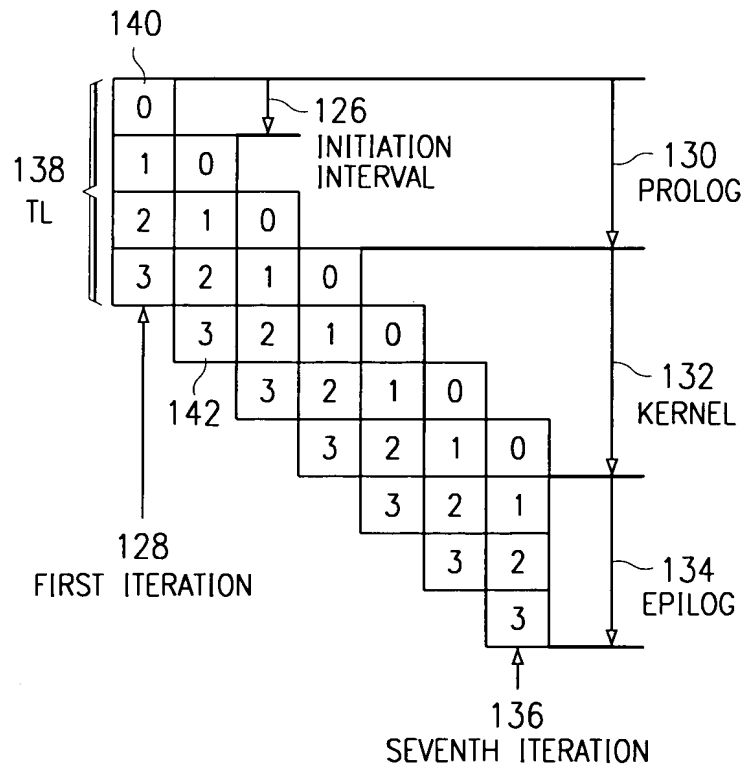 140
0
126
INITIATION
INTERVAL
138
TL
1 0
130
PROLOG
2 1 0
3 2 1 0
3 2 1 0
142
3 2 1 0
132
KERNEL
3 2 1 0
3 2 1
128
FIRST ITERATION
3 2
134
EPILOG
3
136
SEVENTH ITERATION